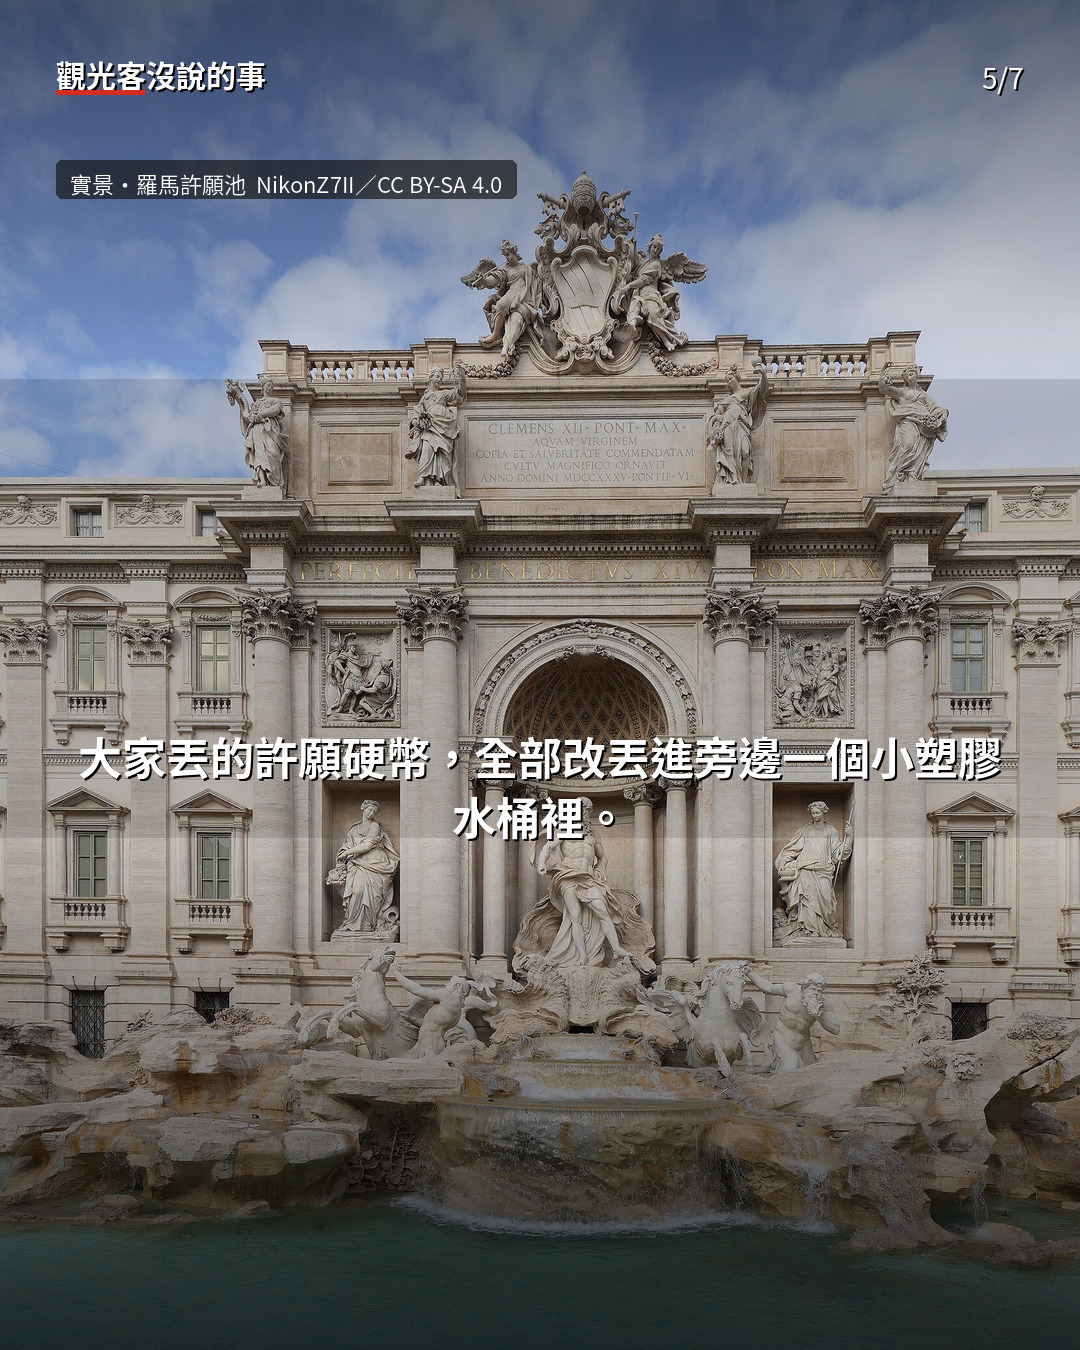 觀光客沒說的事
5/7
實景・羅馬許願池 NikonZ7II／CC BY-SA 4.0
CLEMENS XII · PONT · MAX ·
AQVAM VIRGINEM
COPIA ET SALVBRITATE COMMENDATAM
CVLTV MAGNIFICO ORNAVIT
ANNO DOMINI MDCCXXXV · PONTIF · VI ·
PERFECIT BENEDICTVS XIV PON · MAX
大家丟的許願硬幣，全部改丟進旁邊一個小塑膠
水桶裡。